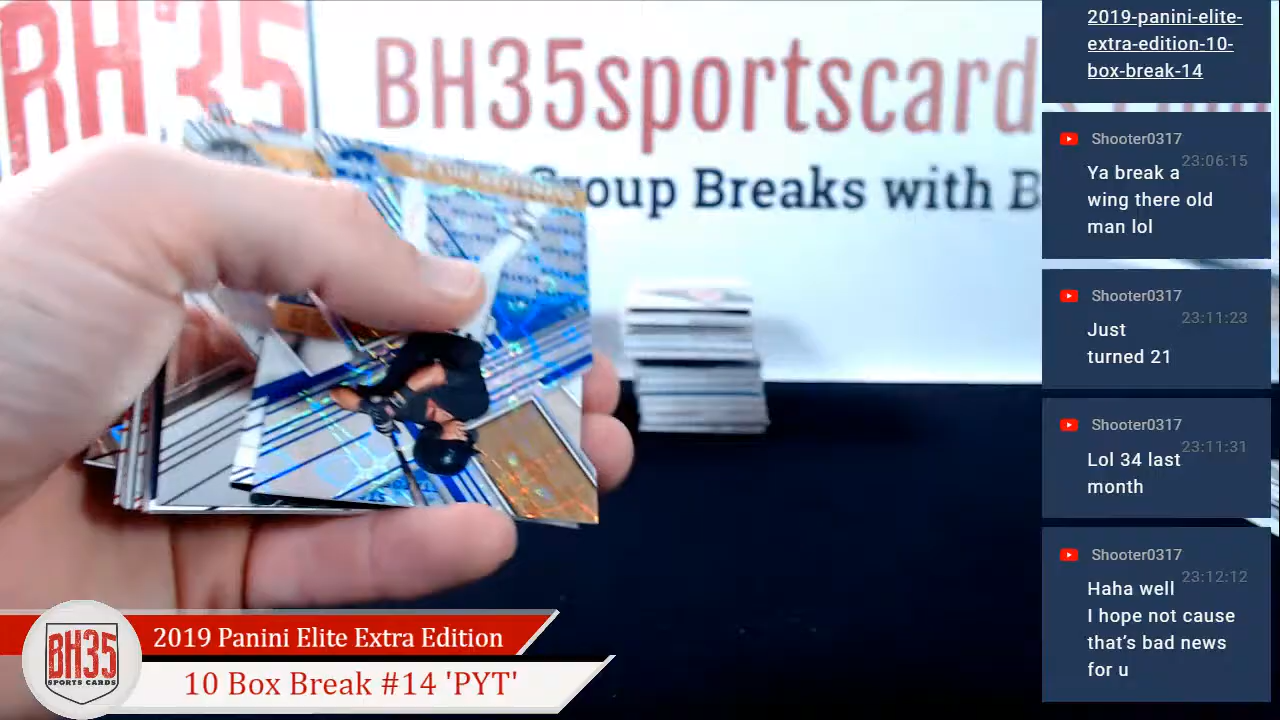 BH35
BH35sportscard
Group Breaks with B
2019-panini-elite-
extra-edition-10-
box-break-14
Shooter0317
23:06:15
Ya break a
wing there old
man lol
Shooter0317
23:11:23
Just
turned 21
Shooter0317
23:11:31
Lol 34 last
month
Shooter0317
23:12:12
Haha well
I hope not cause
that's bad news
for u
BH35
SPORTS CARDS
2019 Panini Elite Extra Edition
10 Box Break #14 'PYT'